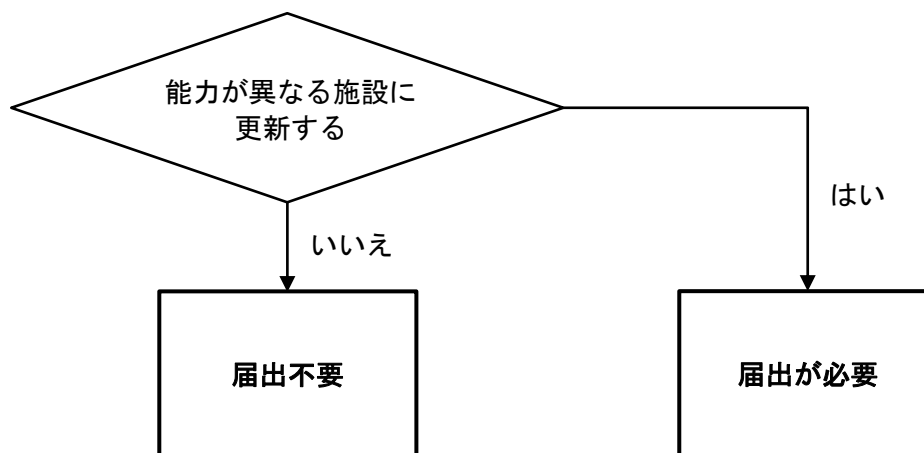 能力が異なる施設に
更新する
はい
いいえ
届出不要
届出が必要